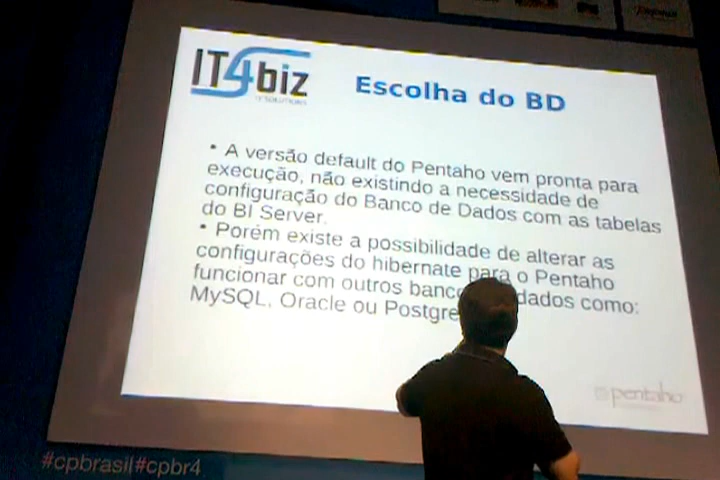 IT4biz
IT SOLUTIONS
Escolha do BD
• A versão default do Pentaho vem pronta para
execução, não existindo a necessidade de
configuração do Banco de Dados com as tabelas
do BI Server.
• Porém existe a possibilidade de alterar as
configurações do hibernate para o Pentaho
funcionar com outros banco dados como:
MySQL, Oracle ou Postgre
pentaho
#cpbrasil #cpbr4